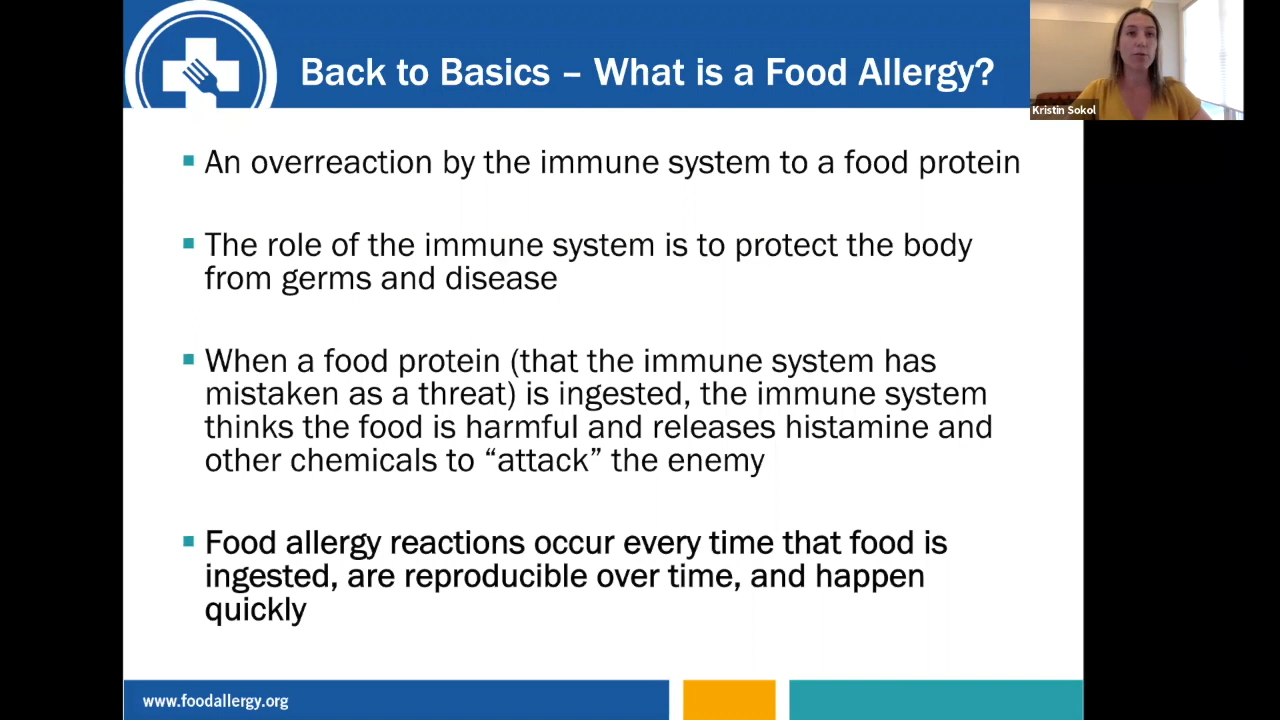 Back to Basics – What is a Food Allergy?
Kristin Sokol
An overreaction by the immune system to a food protein
The role of the immune system is to protect the body
from germs and disease
When a food protein (that the immune system has
mistaken as a threat) is ingested, the immune system
thinks the food is harmful and releases histamine and
other chemicals to “attack” the enemy
Food allergy reactions occur every time that food is
ingested, are reproducible over time, and happen
quickly
www.foodallergy.org